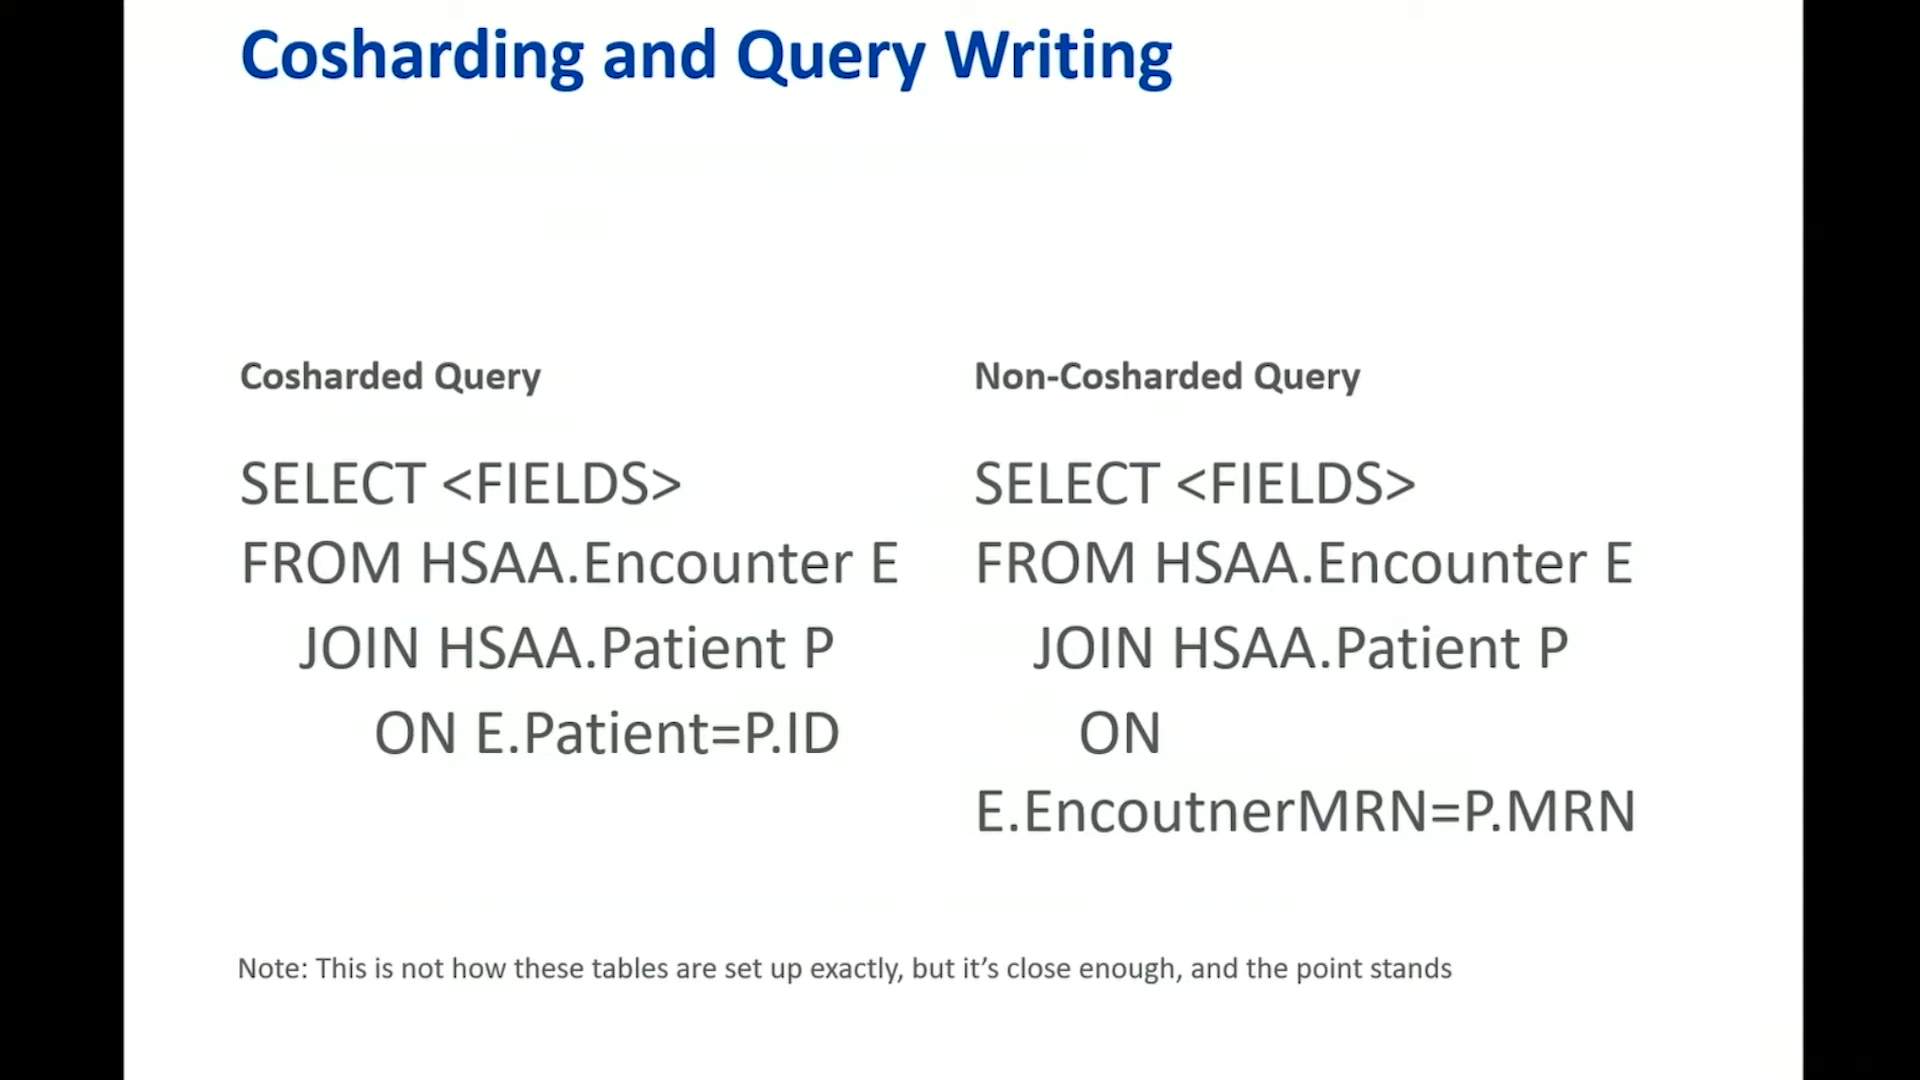 Cosharding and Query Writing
Cosharded Query
SELECT <FIELDS>
FROM HSAA.Encounter E
JOIN HSAA.Patient P
ON E.Patient=P.ID
Non-Cosharded Query
SELECT <FIELDS>
FROM HSAA.Encounter E
JOIN HSAA.Patient P
ON
E.EncoutnerMRN=P.MRN
Note: This is not how these tables are set up exactly, but it’s close enough, and the point stands